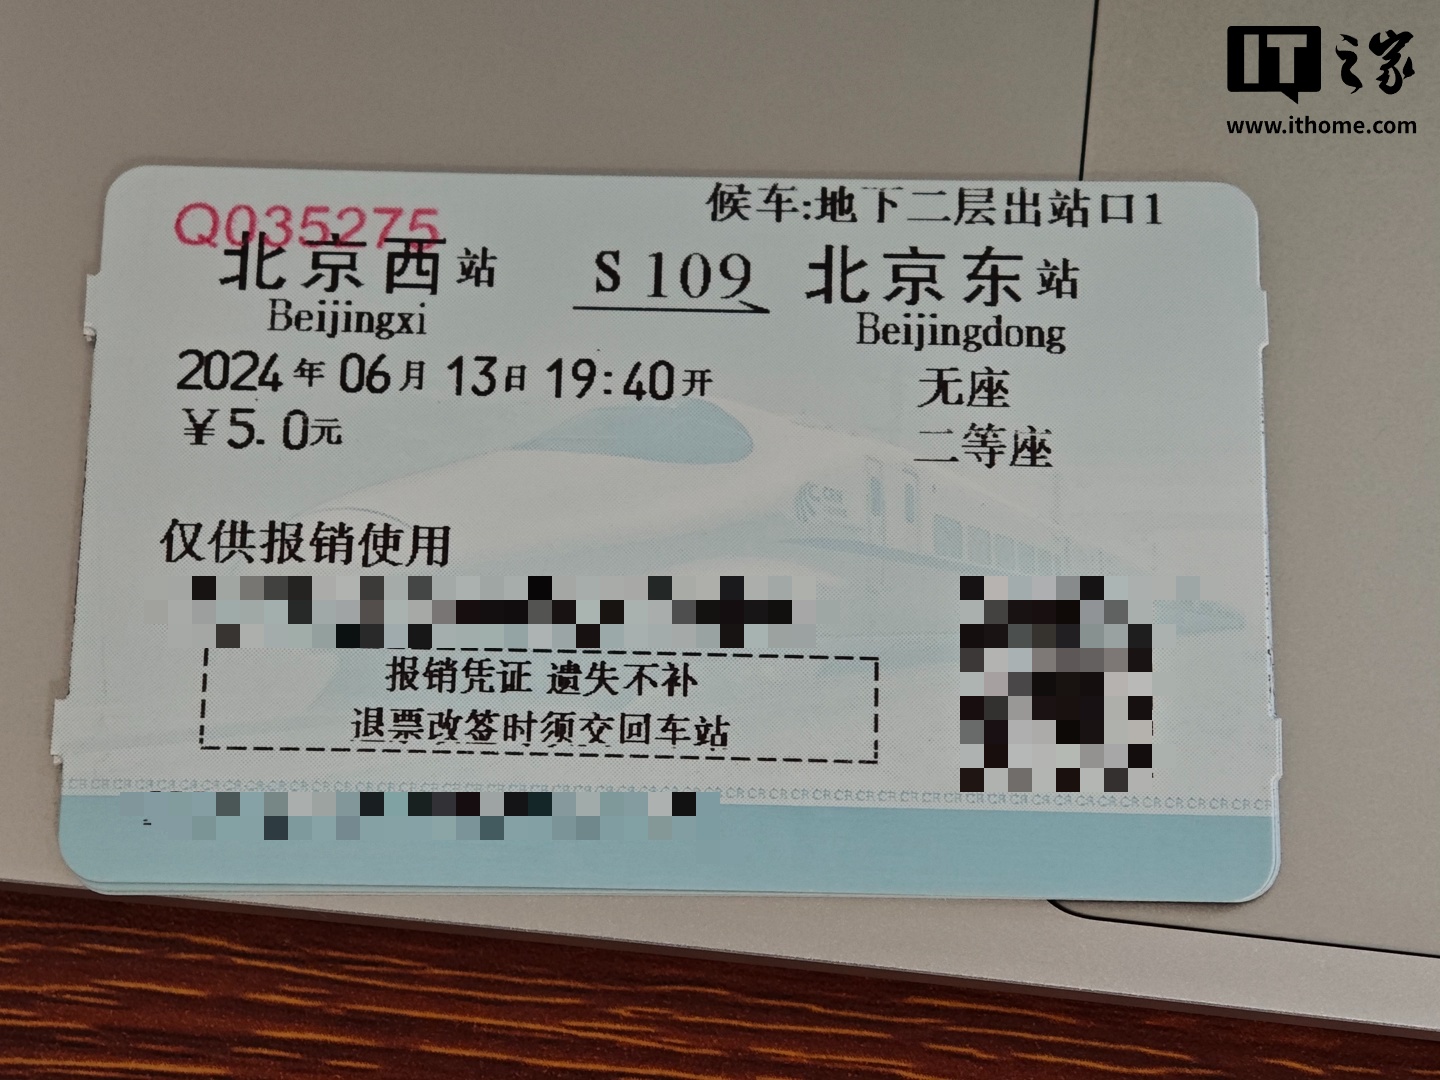 IT之家
www.ithome.com
候车:地下二层出站口1
Q035275
北京西站 S109 北京东站
Beijingxi Beijingdong
2024年06月13日 19:40开 无座
¥5.0元 二等座
仅供报销使用
报销凭证 遗失不补
退票改签时须交回车站